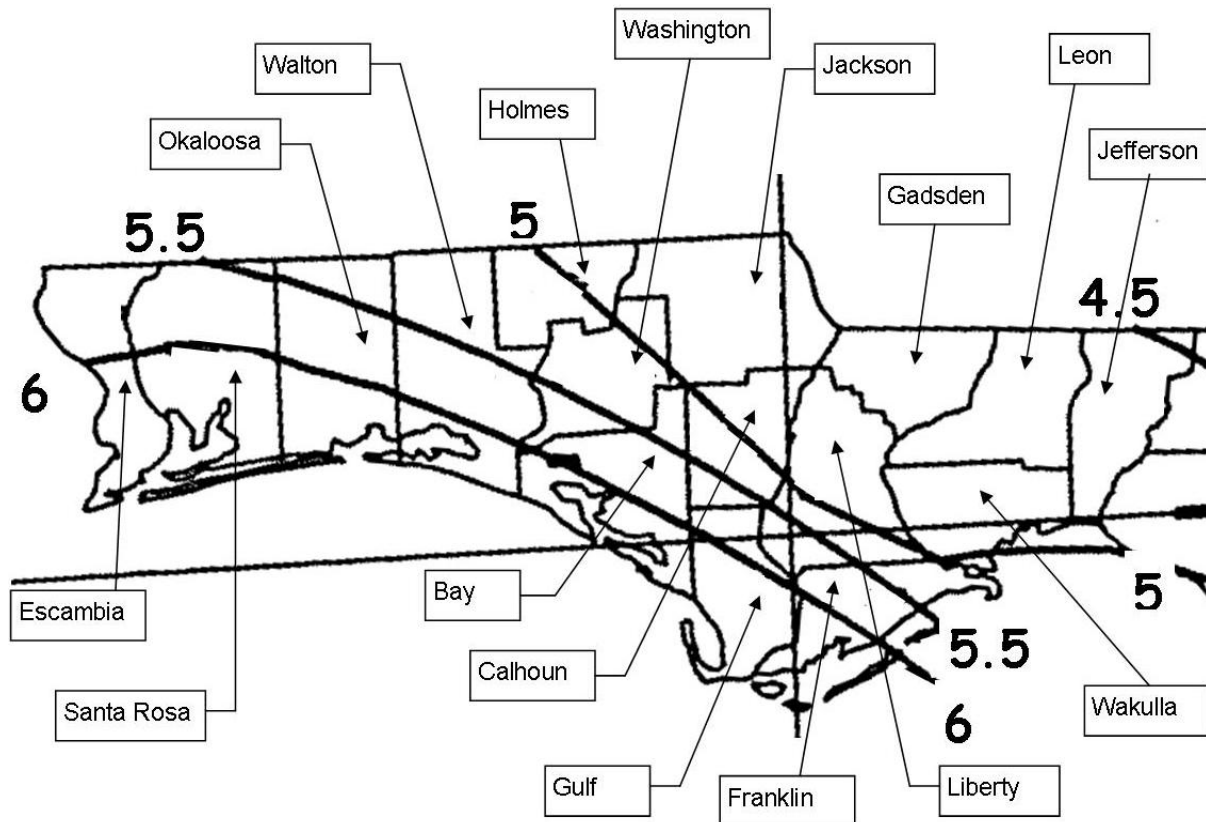 Washington
Leon
Walton
Jackson
Holmes
Okaloosa
Jefferson
Gadsden
5.5
5
4.5
6
Escambia
Bay
5
5.5
Calhoun
Santa Rosa
Wakulla
6
Gulf
Franklin
Liberty